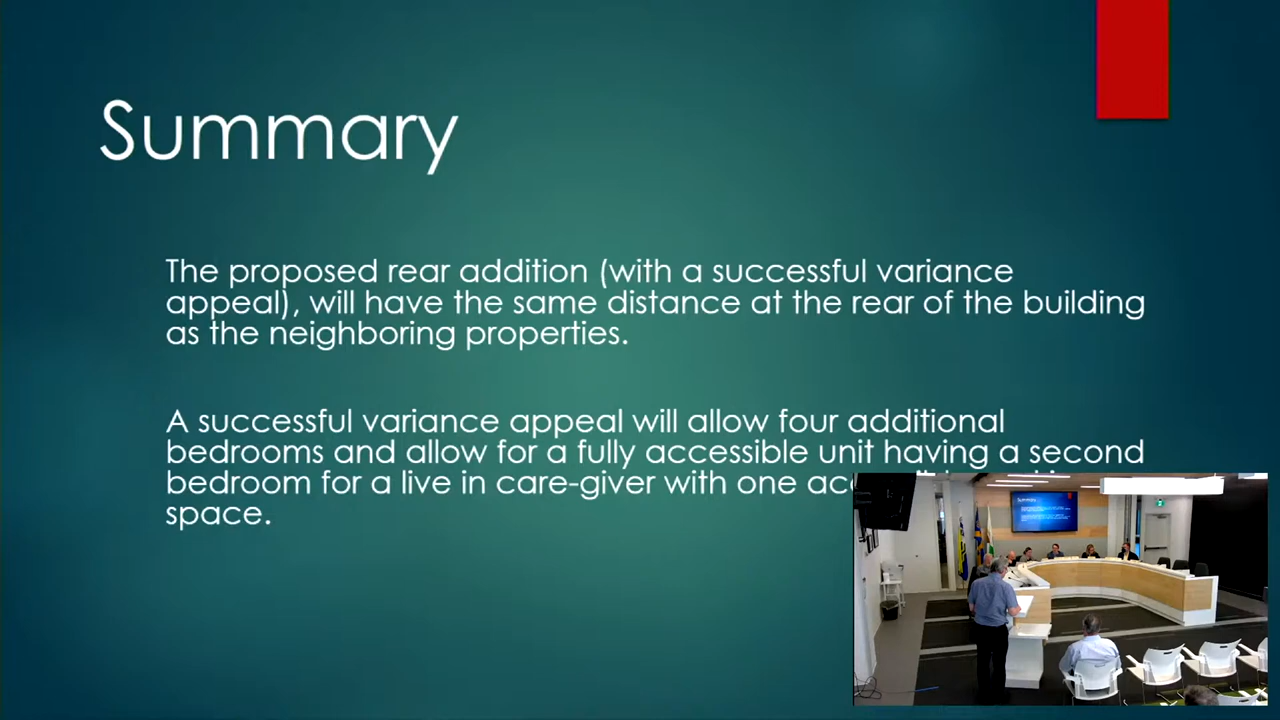 Summary
The proposed rear addition (with a successful variance
appeal), will have the same distance at the rear of the building
as the neighboring properties.
A successful variance appeal will allow four additional
bedrooms and allow for a fully accessible unit having a second
bedroom for a live in care-giver with one
space.
Summary